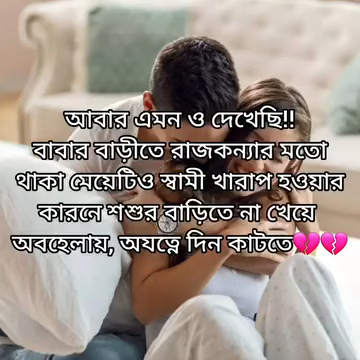 আবার এমন ও দেখেছি!!
বাবার বাড়ীতে রাজকন্যার মতো
থাকা মেয়েটিও স্বামী খারাপ হওয়ার
কারনে শশুর বাড়িতে না খেয়ে
অবহেলায়, অযত্নে দিন কাটতে💔💔